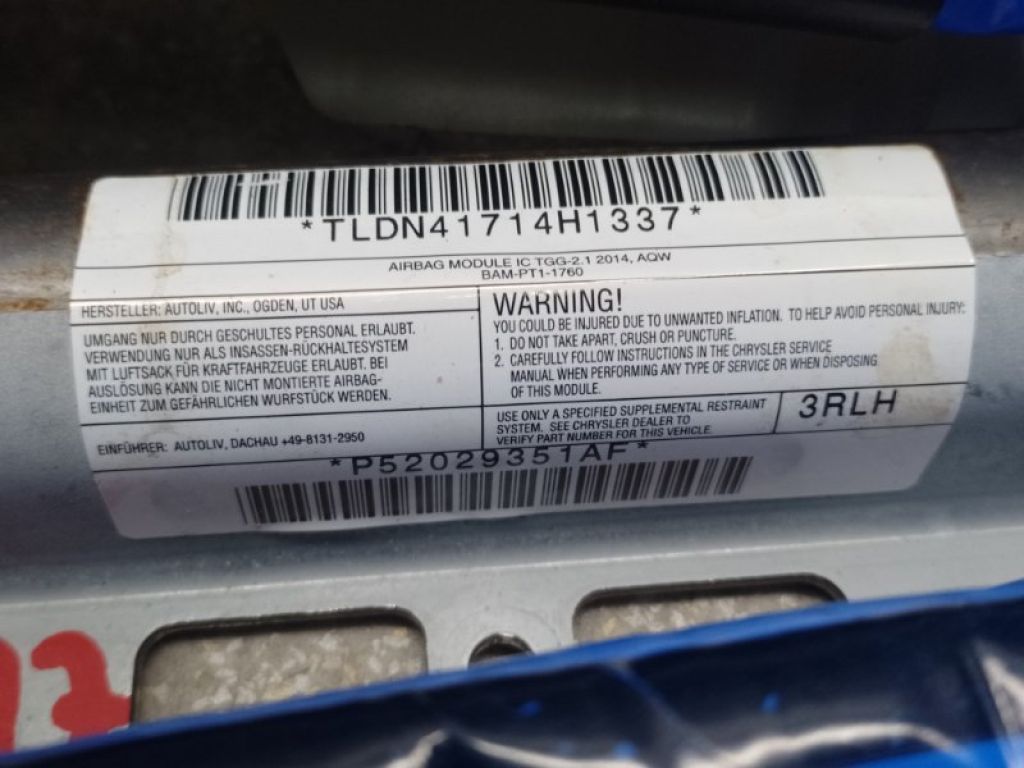 *TLDN41714H1337*
AIRBAG MODULE IC TGG-2.1 2014, AQW
BAM-PT1-1760
HERSTELLER: AUTOLIV, INC., OGDEN, UT USA
UMGANG NUR DURCH GESCHULTES PERSONAL ERLAUBT.
VERWENDUNG NUR ALS INSASSEN-RÜCKHALTESYSTEM
MIT LUFTSACK FÜR KRAFTFAHRZEUGE ERLAUBT. BEI
AUSLÖSUNG KANN DIE NICHT MONTIERTE AIRBAG-
EINHEIT ZUM GEFÄHRLICHEN WURFSTÜCK WERDEN.
EINFÜHRER: AUTOLIV, DACHAU +49-8131-2950
WARNING!
YOU COULD BE INJURED DUE TO UNWANTED INFLATION. TO HELP AVOID PERSONAL INJURY:
1. DO NOT TAKE APART, CRUSH OR PUNCTURE.
2. CAREFULLY FOLLOW INSTRUCTIONS IN THE CHRYSLER SERVICE
MANUAL WHEN PERFORMING ANY TYPE OF SERVICE OR WHEN DISPOSING
OF THIS MODULE.
USE ONLY A SPECIFIED SUPPLEMENTAL RESTRAINT
SYSTEM. SEE CHRYSLER DEALER TO
VERIFY PART NUMBER FOR THIS VEHICLE.
3RLH
*P52029351AF*